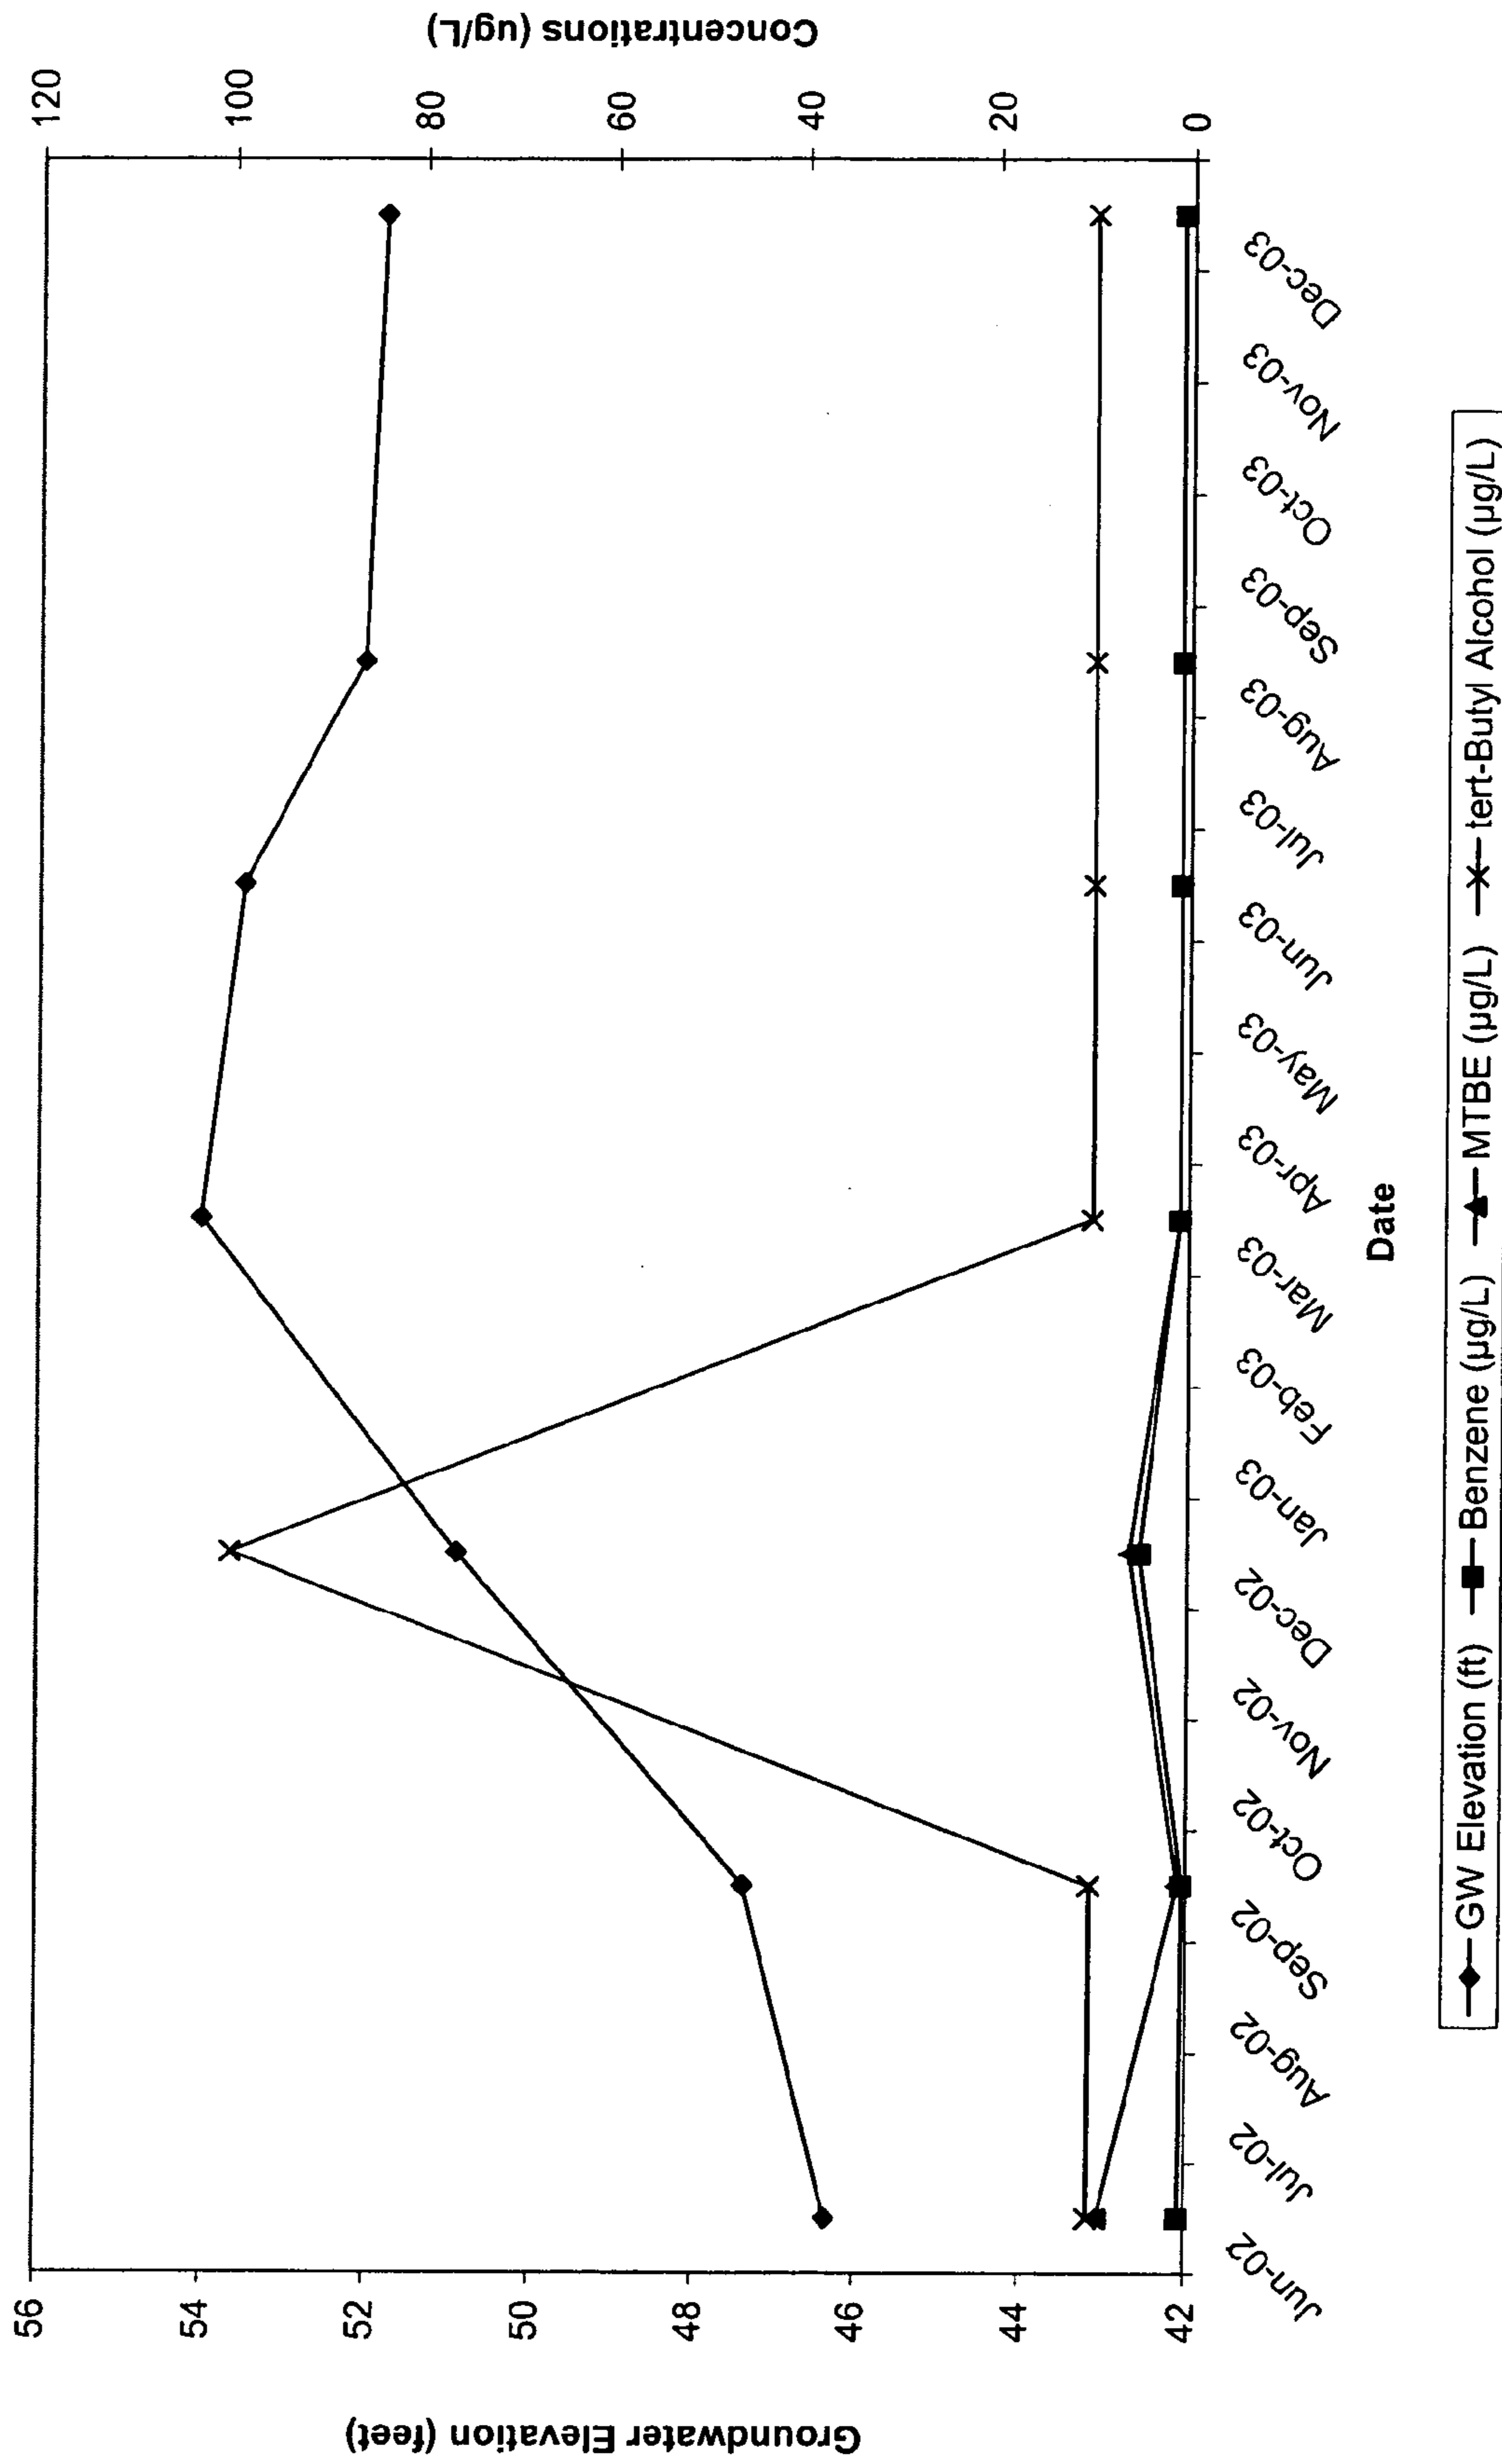 Groundwater Elevation (feet)
56
54
52
50
48
46
44
42
Concentrations (ug/L)
120
100
80
60
40
20
0
Jun-02
Jul-02
Aug-02
Sep-02
Oct-02
Nov-02
Dec-02
Jan-03
Feb-03
Mar-03
Apr-03
May-03
Jun-03
Jul-03
Aug-03
Sep-03
Oct-03
Nov-03
Dec-03
Date
GW Elevation (ft) Benzene (µg/L) MTBE (µg/L) tert-Butyl Alcohol (µg/L)